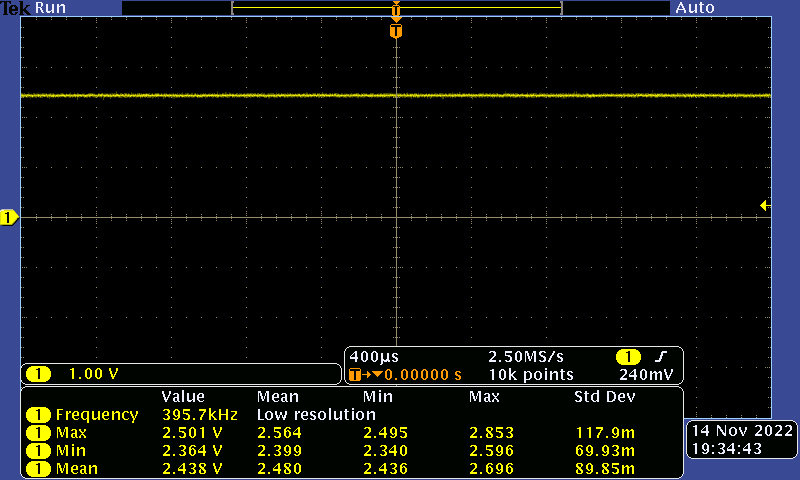 Tek Run Auto
T
T
1
1 1.00 V
400µs 2.50MS/s 1
T 0.00000 s 10k points 240mV
Value Mean Min Max Std Dev
1 Frequency 395.7kHz Low resolution
1 Max 2.501 V 2.564 2.495 2.853 117.9m
1 Min 2.364 V 2.399 2.340 2.596 69.93m
1 Mean 2.438 V 2.480 2.436 2.696 89.85m
14 Nov 2022
19:34:43